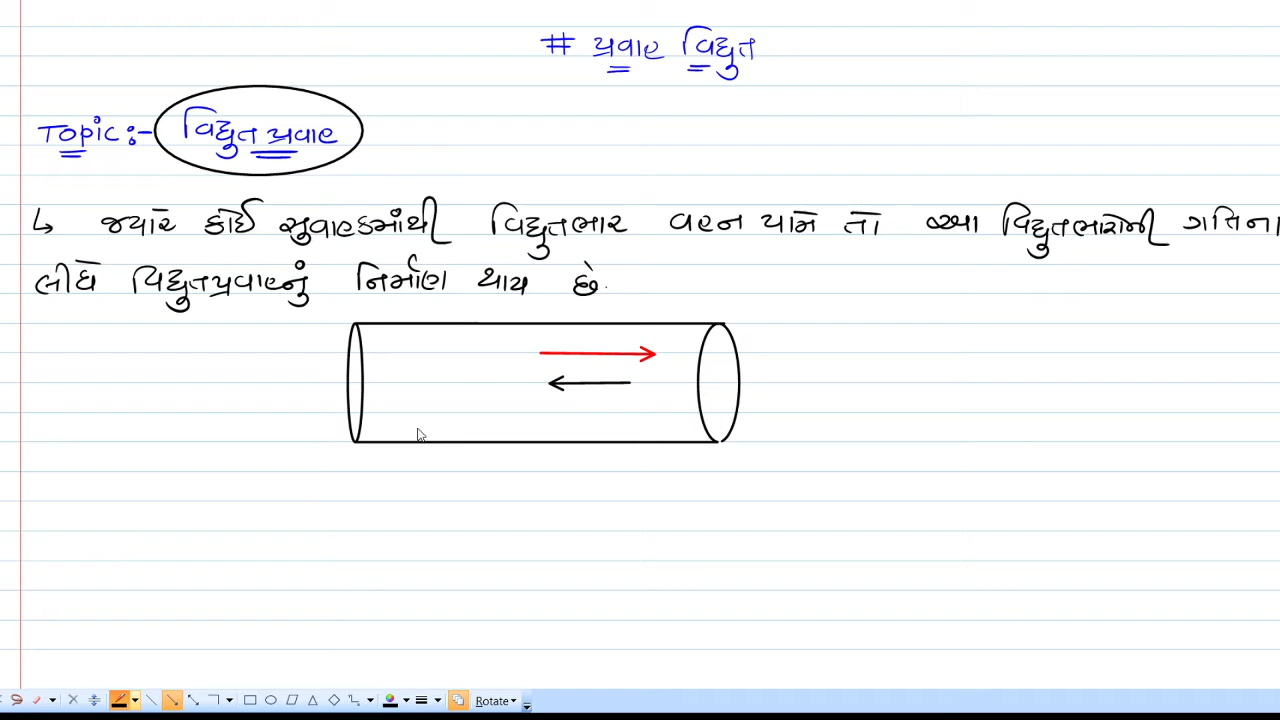 # પ્રવાહ વિદ્યુત
Topic:- વિદ્યુત પ્રવાહ
↳ જ્યારે કોઈ સુવાહકમાંથી વિદ્યુતભાર વહન પામે તો આ વિદ્યુતભારોની ગતિના
લીધે વિદ્યુતપ્રવાહનું નિર્માણ થાય છે.
Rotate